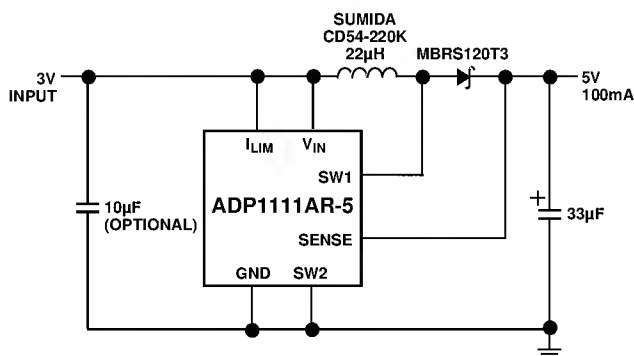 SUMIDA
CD54-220K
22µH
MBRS120T3
3V
INPUT
5V
100mA
ILIM
VIN
SW1
ADP1111AR-5
10µF
(OPTIONAL)
SENSE
+
33µF
GND
SW2